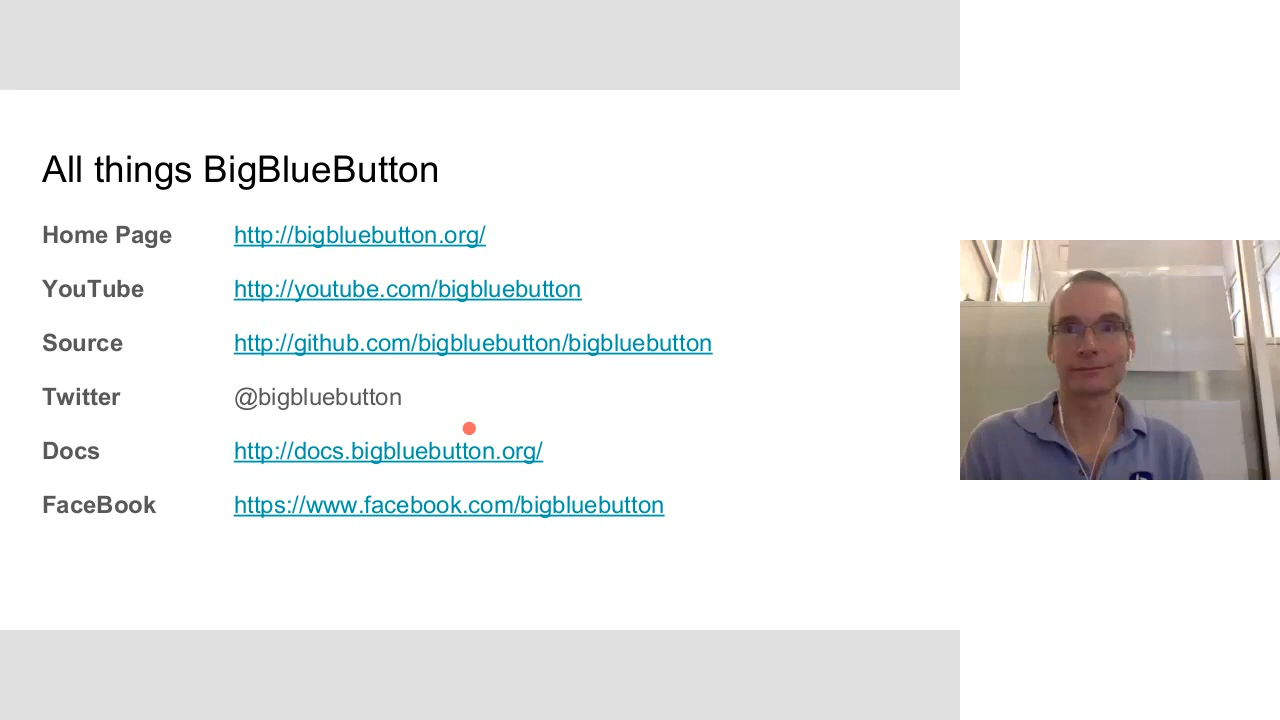 All things BigBlueButton
Home Page http://bigbluebutton.org/
YouTube http://youtube.com/bigbluebutton
Source http://github.com/bigbluebutton/bigbluebutton
Twitter @bigbluebutton
Docs http://docs.bigbluebutton.org/
FaceBook https://www.facebook.com/bigbluebutton